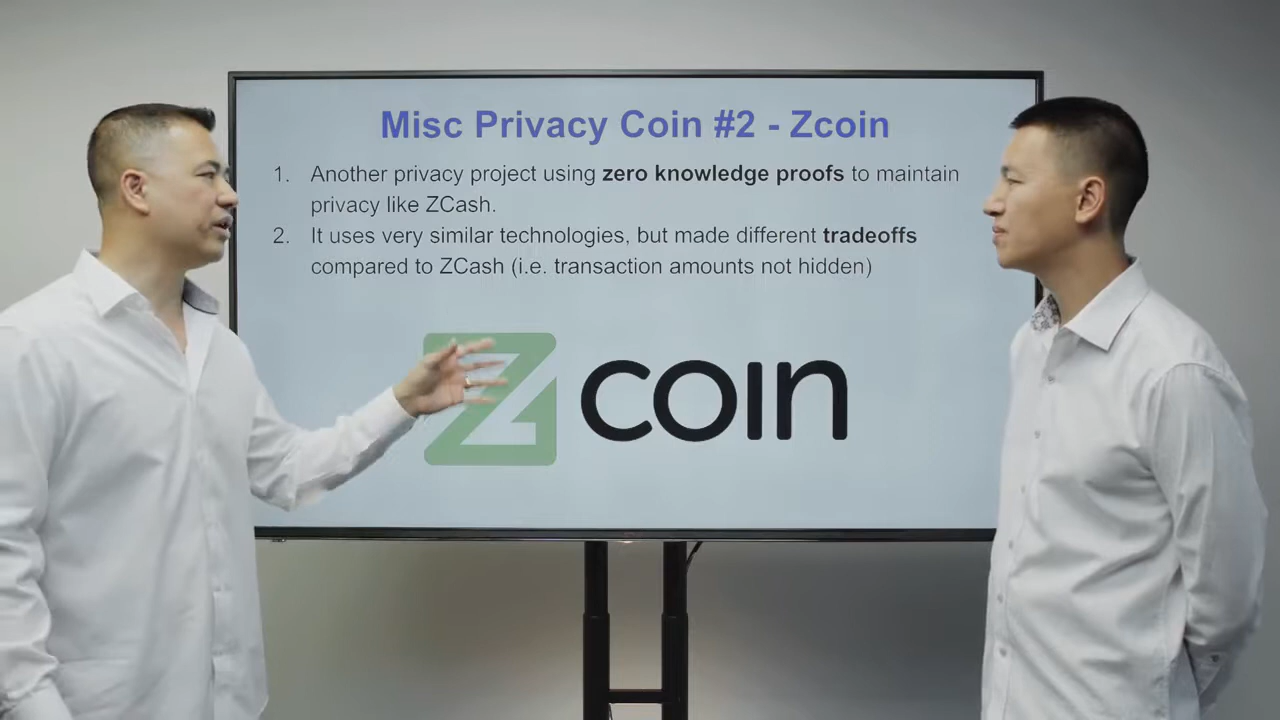 Misc Privacy Coin #2 - Zcoin
1. Another privacy project using zero knowledge proofs to maintain
privacy like ZCash.
2. It uses very similar technologies, but made different tradeoffs
compared to ZCash (i.e. transaction amounts not hidden)
Zcoin